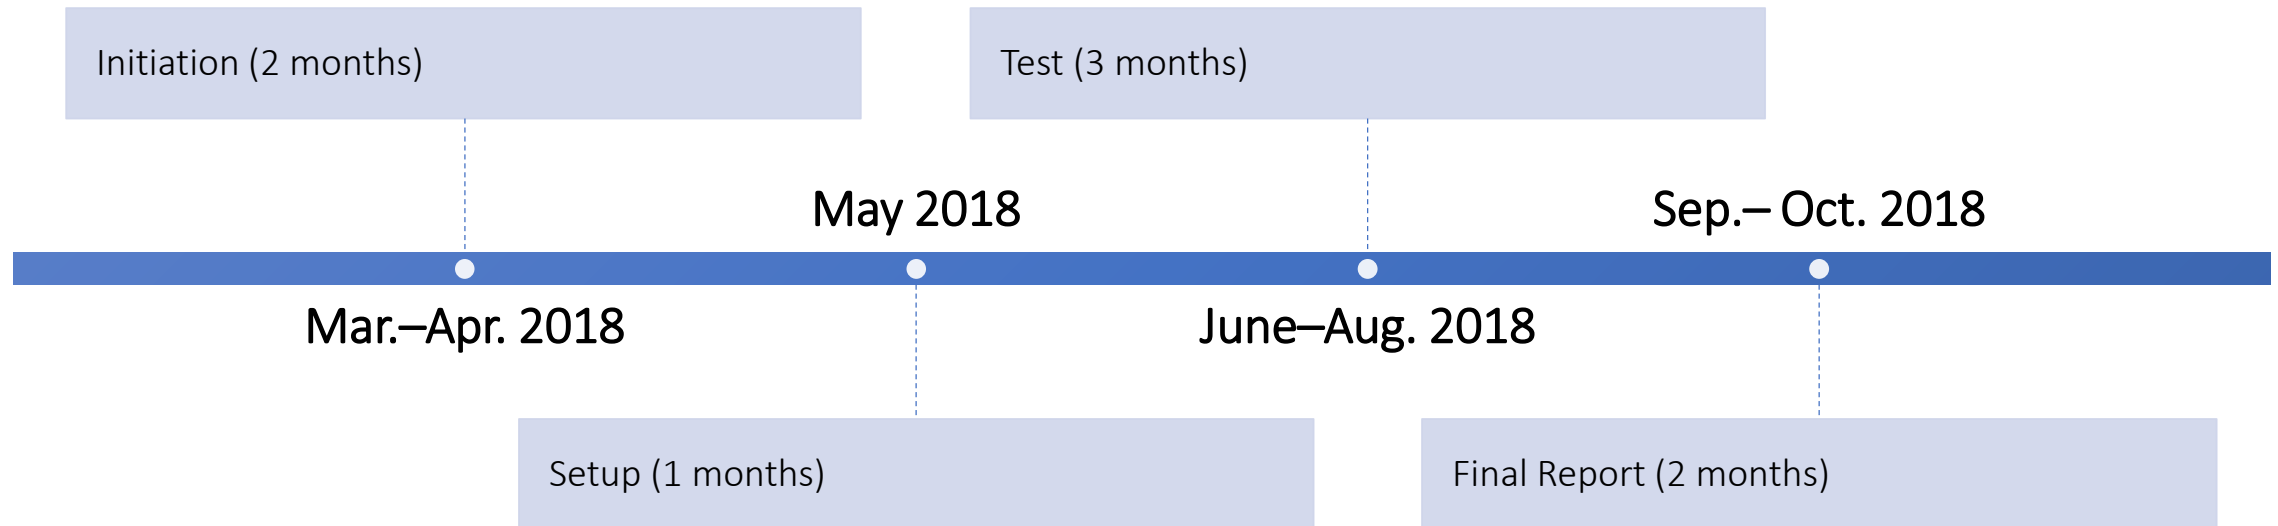 Initiation (2 months)
Test (3 months)
May 2018
Sep.– Oct. 2018
Mar.–Apr. 2018
June–Aug. 2018
Setup (1 months)
Final Report (2 months)